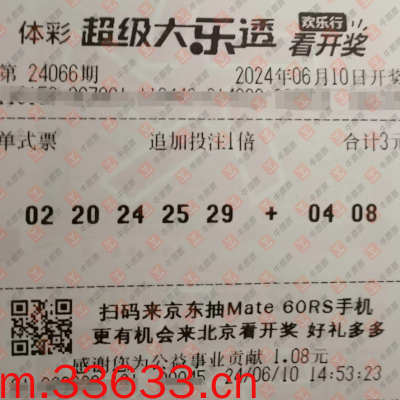 体彩 超级大乐透 欢乐行 看开奖
第 24066期 2024年06月10日开奖
单式票 追加投注1倍 合计3元
02 20 24 25 29 + 04 08
扫码来京东抽Mate 60RS手机
更有机会来北京看开奖 好礼多多
感谢您为公益事业贡献 1.08元
24/06/10 14:53:23
m.33633.cn